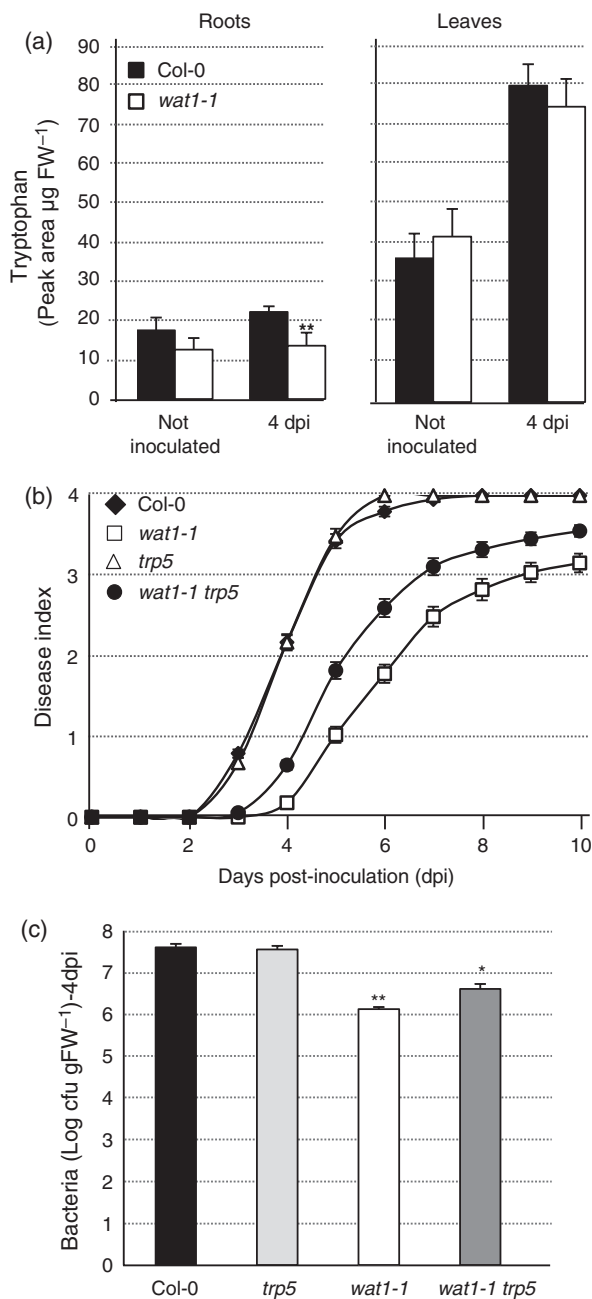 (a)
Roots
Leaves
90
80
70
60
50
40
30
20
10
0
Tryptophan
(Peak area µg FW⁻¹)
Col-0
wat1-1
**
Not
inoculated
4 dpi
Not
inoculated
4 dpi
(b)
4
3
2
1
0
Disease index
Col-0
wat1-1
trp5
wat1-1 trp5
0 2 4 6 8 10
Days post-inoculation (dpi)
(c)
8
7
6
5
4
3
2
1
0
Bacteria (Log cfu gFW⁻¹)-4dpi
**
*
Col-0 trp5 wat1-1 wat1-1 trp5